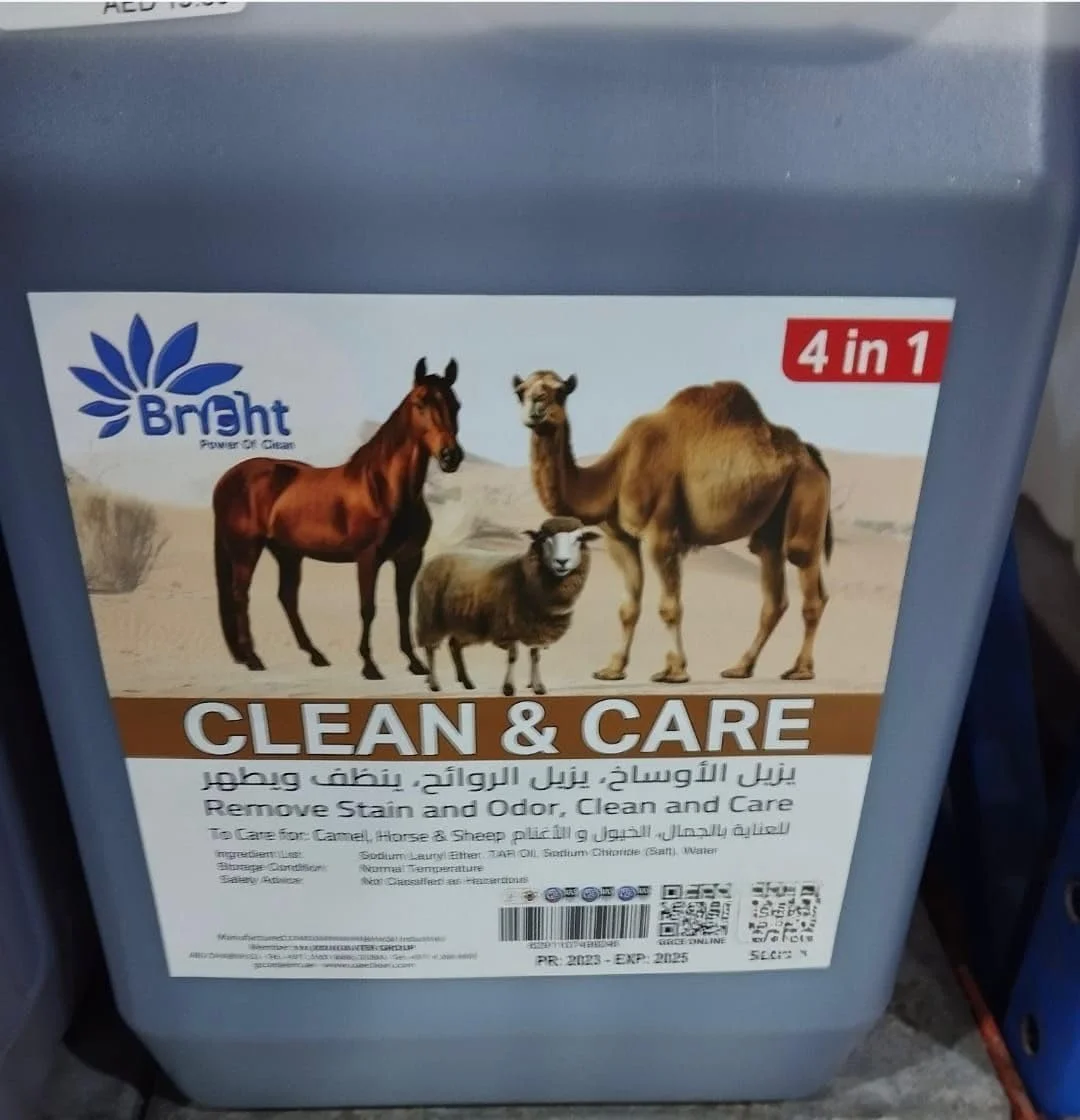 AED
4 in 1
Bright
Power Of Clean
CLEAN & CARE
يزيل الأوساخ، يزيل الروائح، ينظف ويطهر
Remove Stain and Odor, Clean and Care
To Care for: Camel, Horse & Sheep للعناية بالجمال، الخيول و الأغنام
Ingredient List: Sodium Lauryl Ether, TAR Oil, Sodium Chloride (Salt), Water
Storage Condition: Normal Temperature
Safety Advice: Not Classified as Hazardous
GROUP
PR: 2023 - EXP: 2025